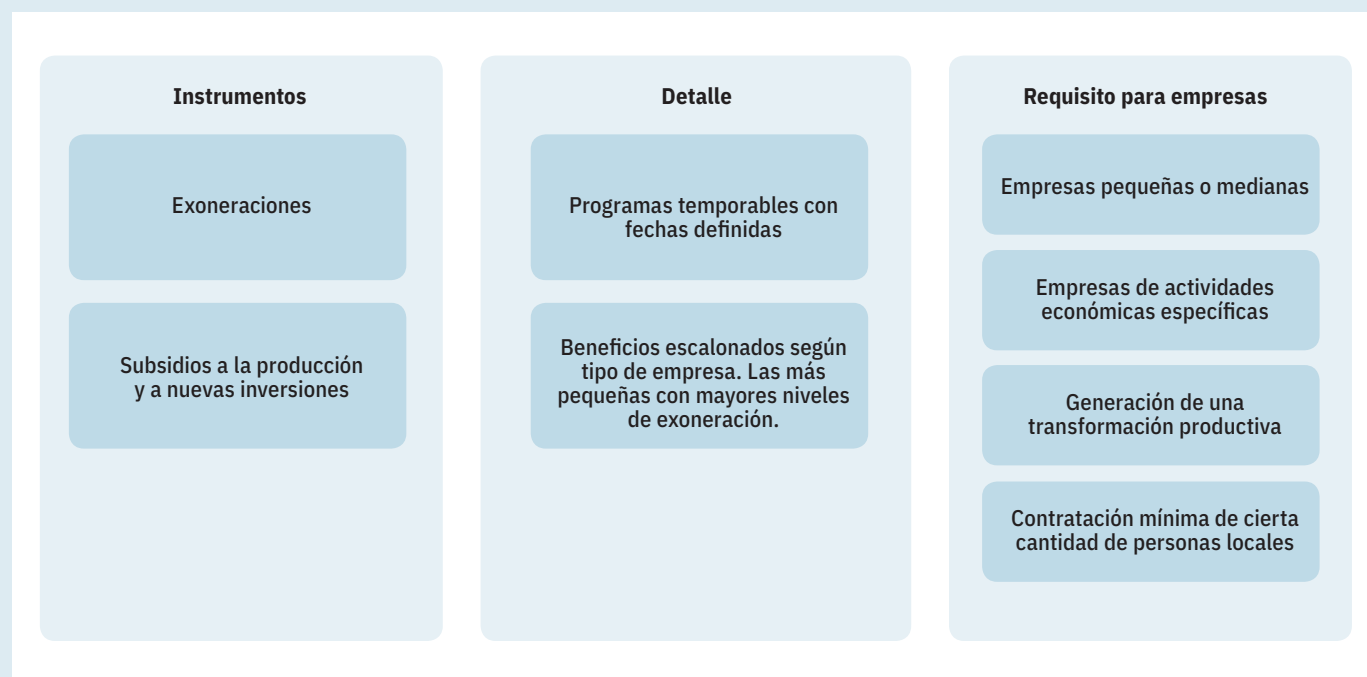 Instrumentos
Exoneraciones
Subsidios a la producción
y a nuevas inversiones
Detalle
Programas temporables con
fechas definidas
Beneficios escalonados según
tipo de empresa. Las más
pequeñas con mayores niveles
de exoneración.
Requisito para empresas
Empresas pequeñas o medianas
Empresas de actividades
económicas específicas
Generación de una
transformación productiva
Contratación mínima de cierta
cantidad de personas locales